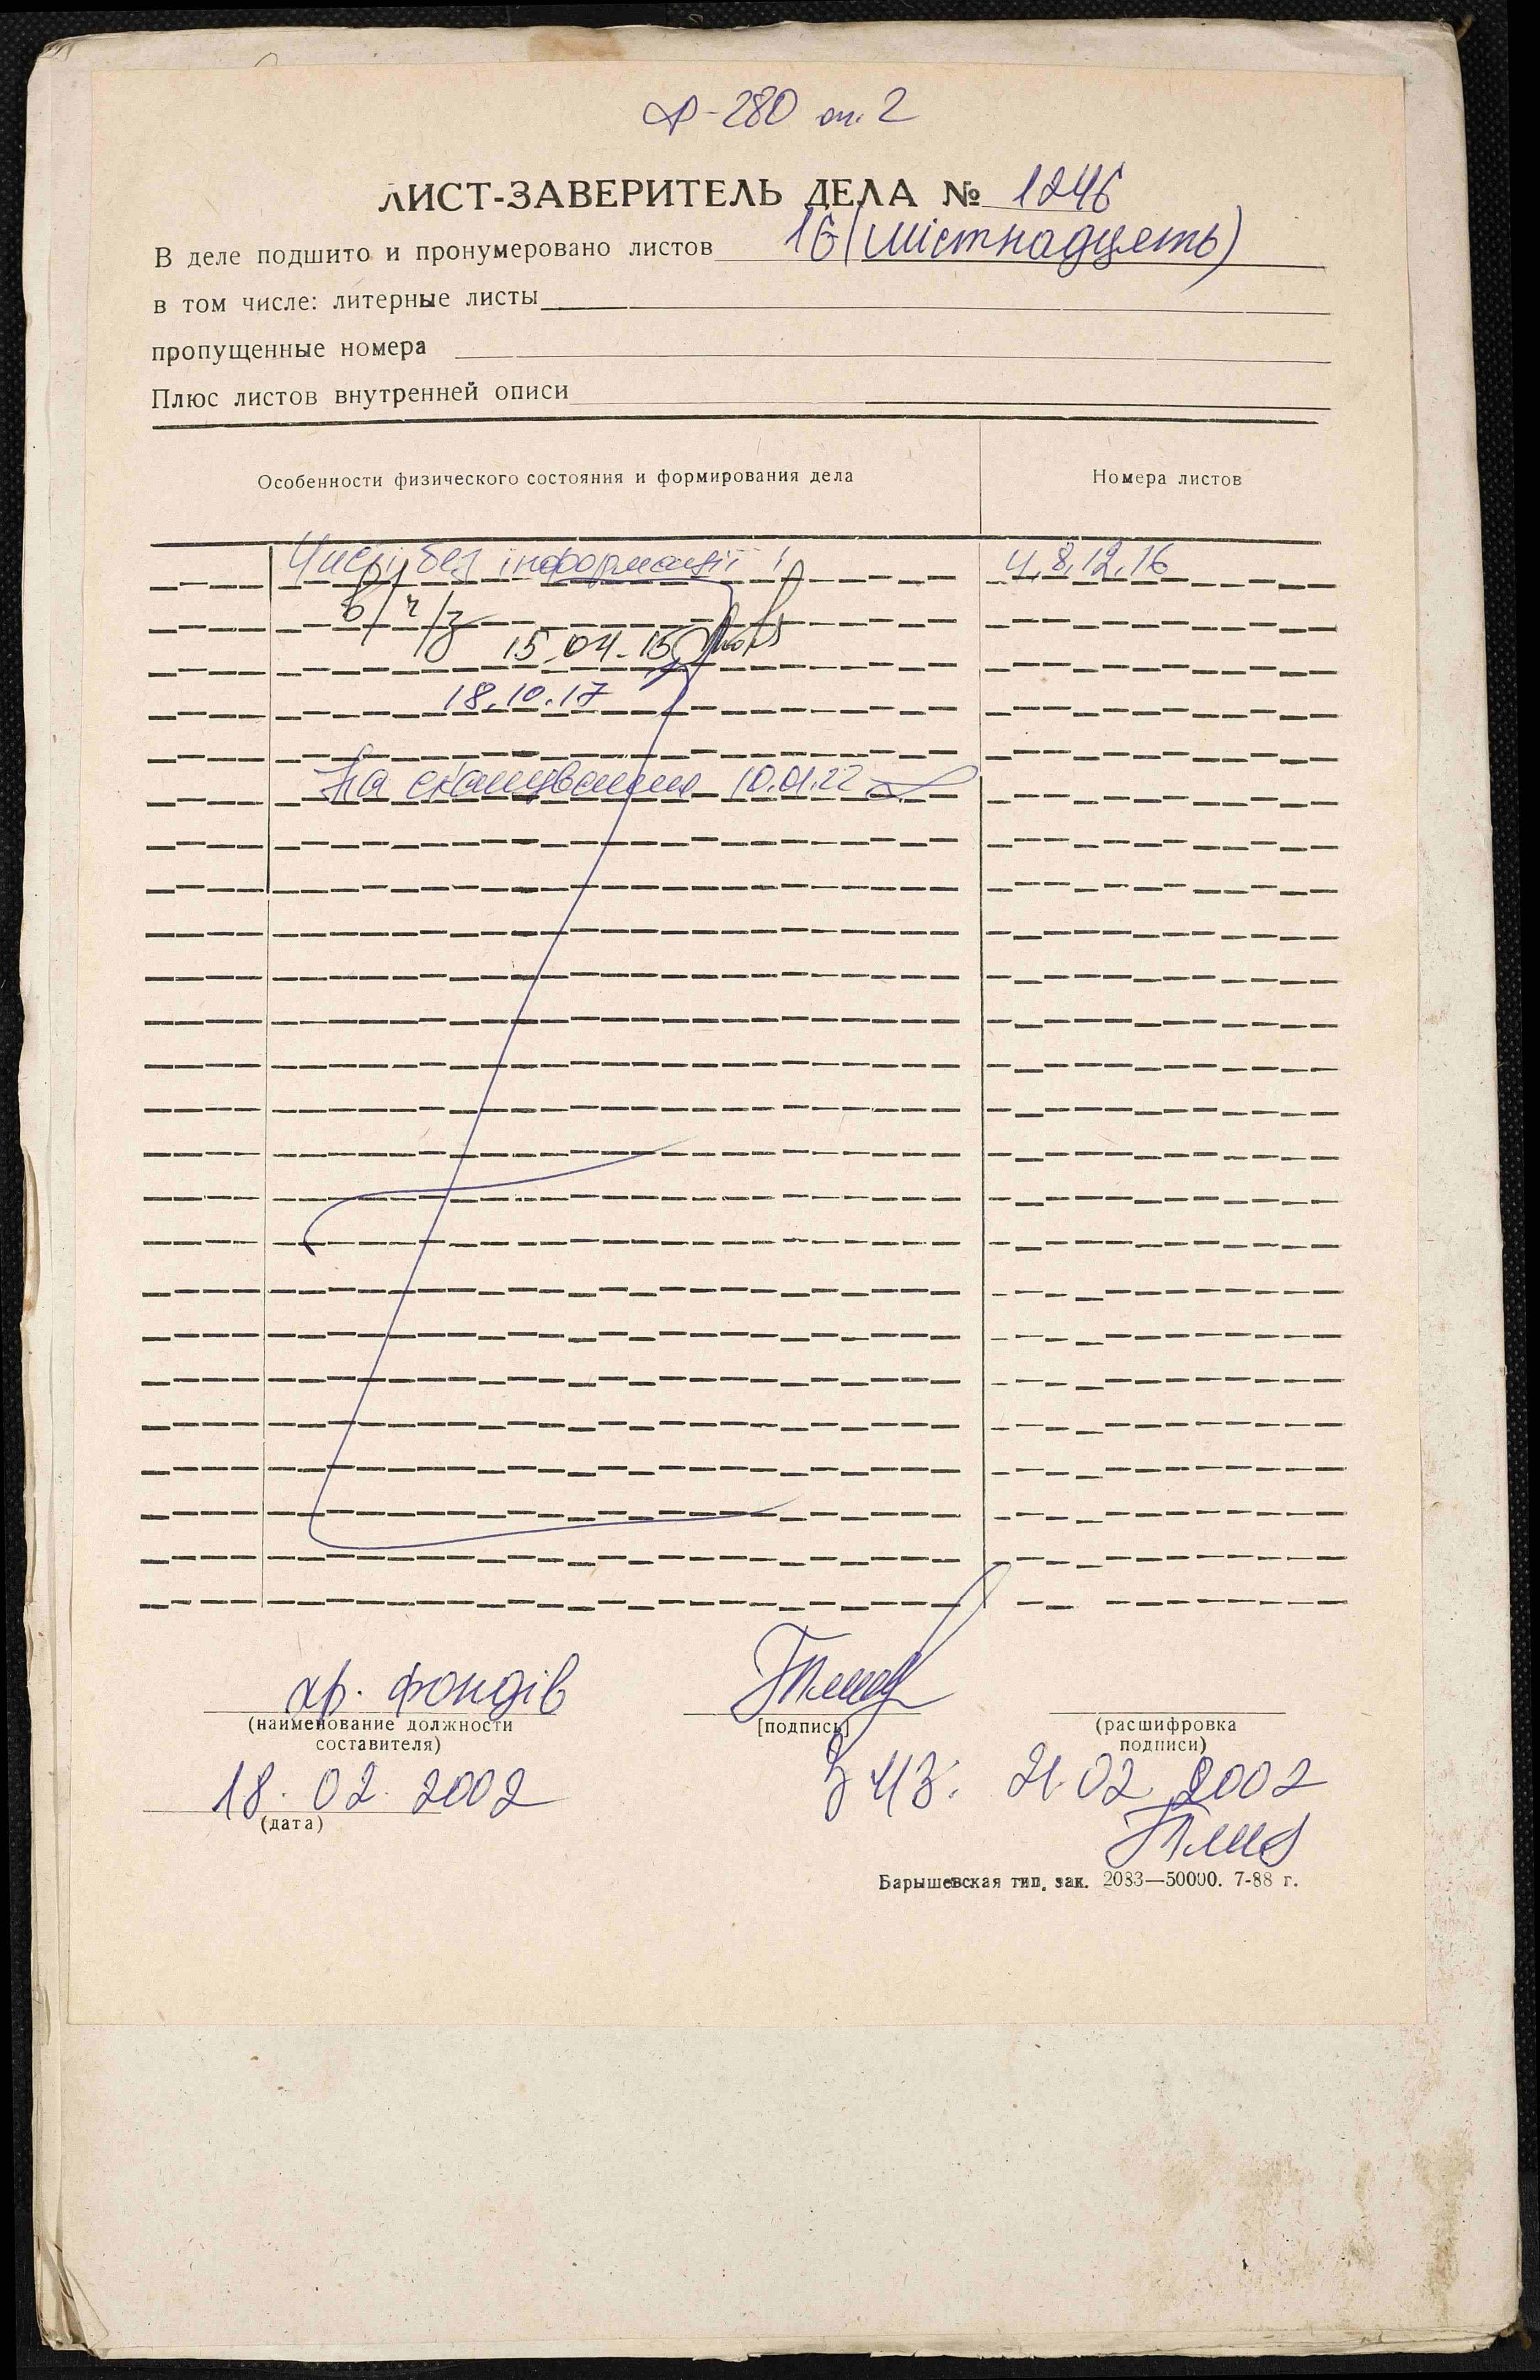 ф-280 оп. 2
ЛИСТ-ЗАВЕРИТЕЛЬ ДЕЛА № 1246
В деле подшито и пронумеровано листов 16 (шістнадцять)
в том числе: литерные листы
пропущенные номера
Плюс листов внутренней описи
Особенности физического состояния и формирования дела Номера листов
Чисті без інформації 4, 8, 12, 16
в/ч/з
15.04.15
18.10.17
На сканування 10.01.22
хр. фондів
(наименование должности составителя) [подпись] (расшифровка подписи)
18. 02. 2002
(дата)
21.02.2002
Барышевская тип. зак. 2083—50000. 7-88 г.